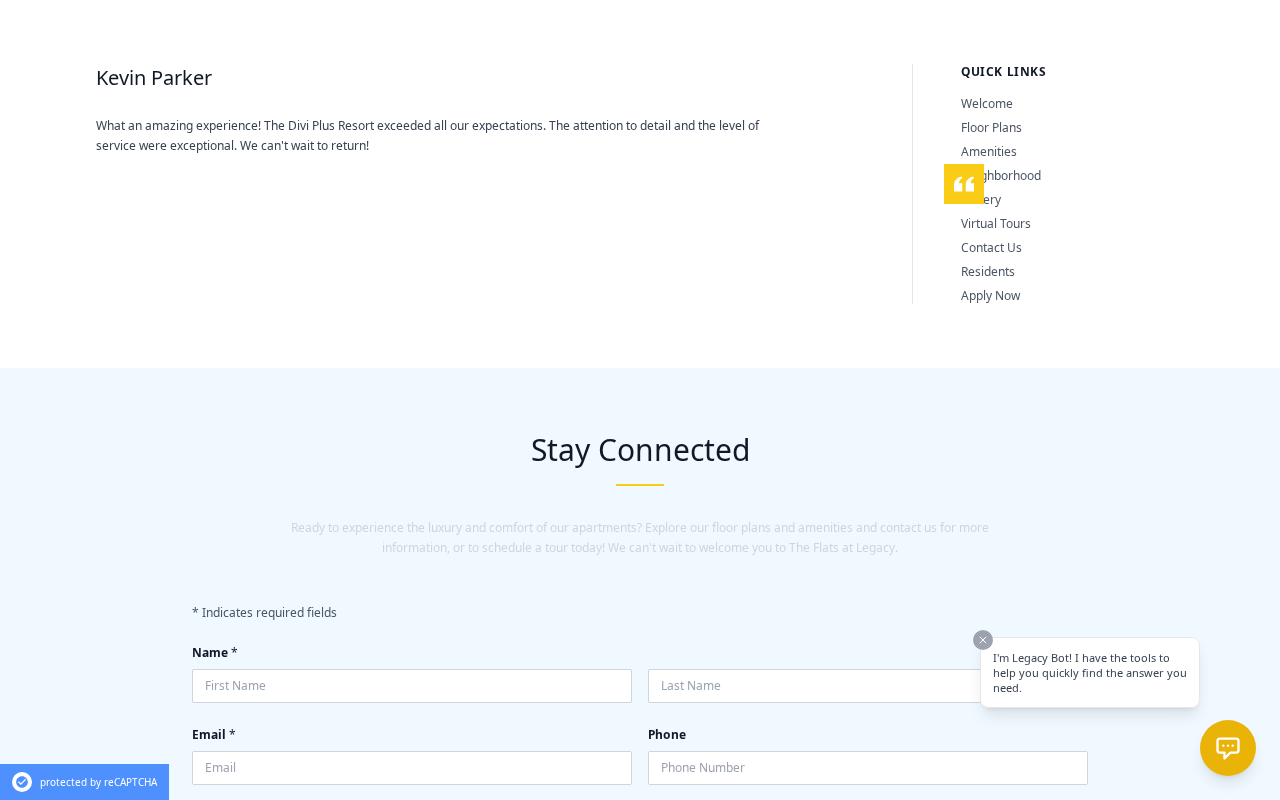 Kevin Parker
What an amazing experience! The Divi Plus Resort exceeded all our expectations. The attention to detail and the level of
service were exceptional. We can't wait to return!
QUICK LINKS
Welcome
Floor Plans
Amenities
ghborhood
ery
Virtual Tours
Contact Us
Residents
Apply Now
Stay Connected
Ready to experience the luxury and comfort of our apartments? Explore our floor plans and amenities and contact us for more
information, or to schedule a tour today! We can't wait to welcome you to The Flats at Legacy.
* Indicates required fields
Name *
First Name
Last Name
I'm Legacy Bot! I have the tools to
help you quickly find the answer you
need.
Email *
Phone
Email
Phone Number
protected by reCAPTCHA